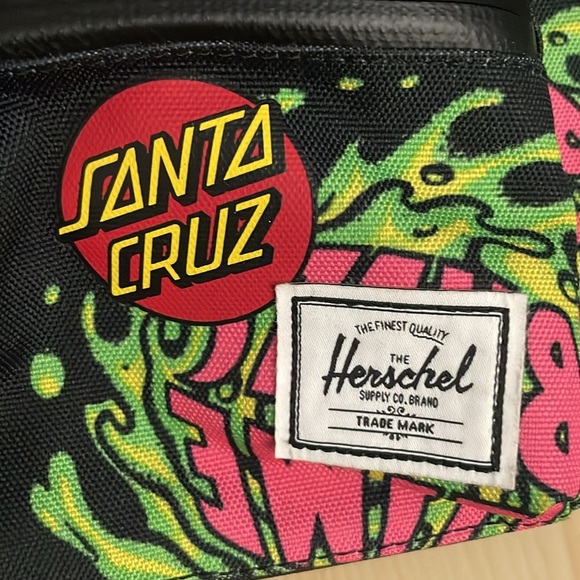 SANTA
CRUZ
THE FINEST QUALITY
THE
Herschel
SUPPLY CO. BRAND
TRADE MARK